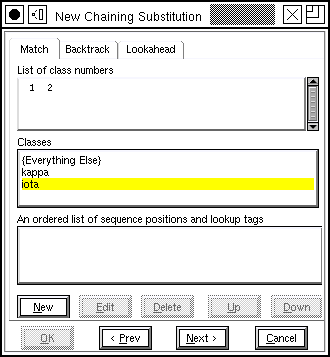 New Chaining Substitution
Match Backtrack Lookahead
List of class numbers
1 2
Classes
{Everything Else}
kappa
iota
An ordered list of sequence positions and lookup tags
New Edit Delete Up Down
OK < Prev Next > Cancel